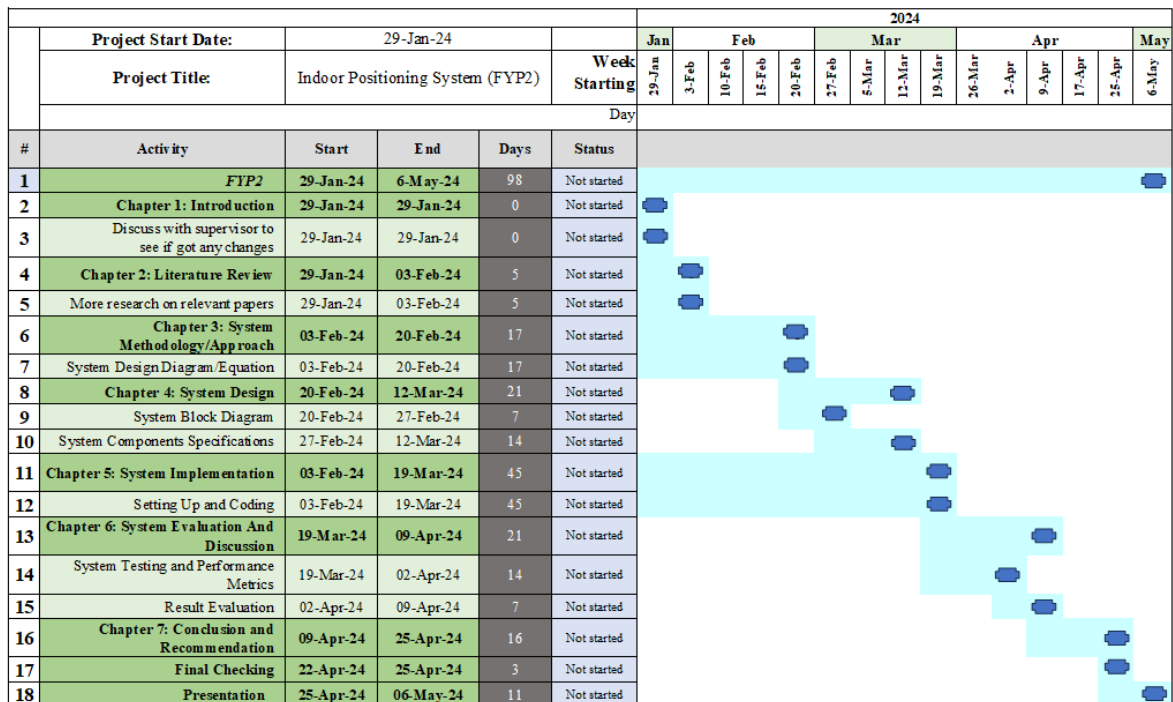 2024
Project Start Date: 29-Jan-24 Jan Feb Mar Apr May
Project Title: Indoor Positioning System (FYP2) Week Starting 29-Jan 3-Feb 10-Feb 15-Feb 20-Feb 27-Feb 5-Mar 12-Mar 19-Mar 26-Mar 2-Apr 9-Apr 17-Apr 25-Apr 6-May
Day
# Activity Start End Days Status
1 FYP2 29-Jan-24 6-May-24 98 Not started
2 Chapter 1: Introduction 29-Jan-24 29-Jan-24 0 Not started
3 Discuss with supervisor to see if got any changes 29-Jan-24 29-Jan-24 0 Not started
4 Chapter 2: Literature Review 29-Jan-24 03-Feb-24 5 Not started
5 More research on relevant papers 29-Jan-24 03-Feb-24 5 Not started
6 Chapter 3: System Methodology/Approach 03-Feb-24 20-Feb-24 17 Not started
7 System Design Diagram/Equation 03-Feb-24 20-Feb-24 17 Not started
8 Chapter 4: System Design 20-Feb-24 12-Mar-24 21 Not started
9 System Block Diagram 20-Feb-24 27-Feb-24 7 Not started
10 System Components Specifications 27-Feb-24 12-Mar-24 14 Not started
11 Chapter 5: System Implementation 03-Feb-24 19-Mar-24 45 Not started
12 Setting Up and Coding 03-Feb-24 19-Mar-24 45 Not started
13 Chapter 6: System Evaluation And Discussion 19-Mar-24 09-Apr-24 21 Not started
14 System Testing and Performance Metrics 19-Mar-24 02-Apr-24 14 Not started
15 Result Evaluation 02-Apr-24 09-Apr-24 7 Not started
16 Chapter 7: Conclusion and Recommendation 09-Apr-24 25-Apr-24 16 Not started
17 Final Checking 22-Apr-24 25-Apr-24 3 Not started
18 Presentation 25-Apr-24 06-May-24 11 Not started